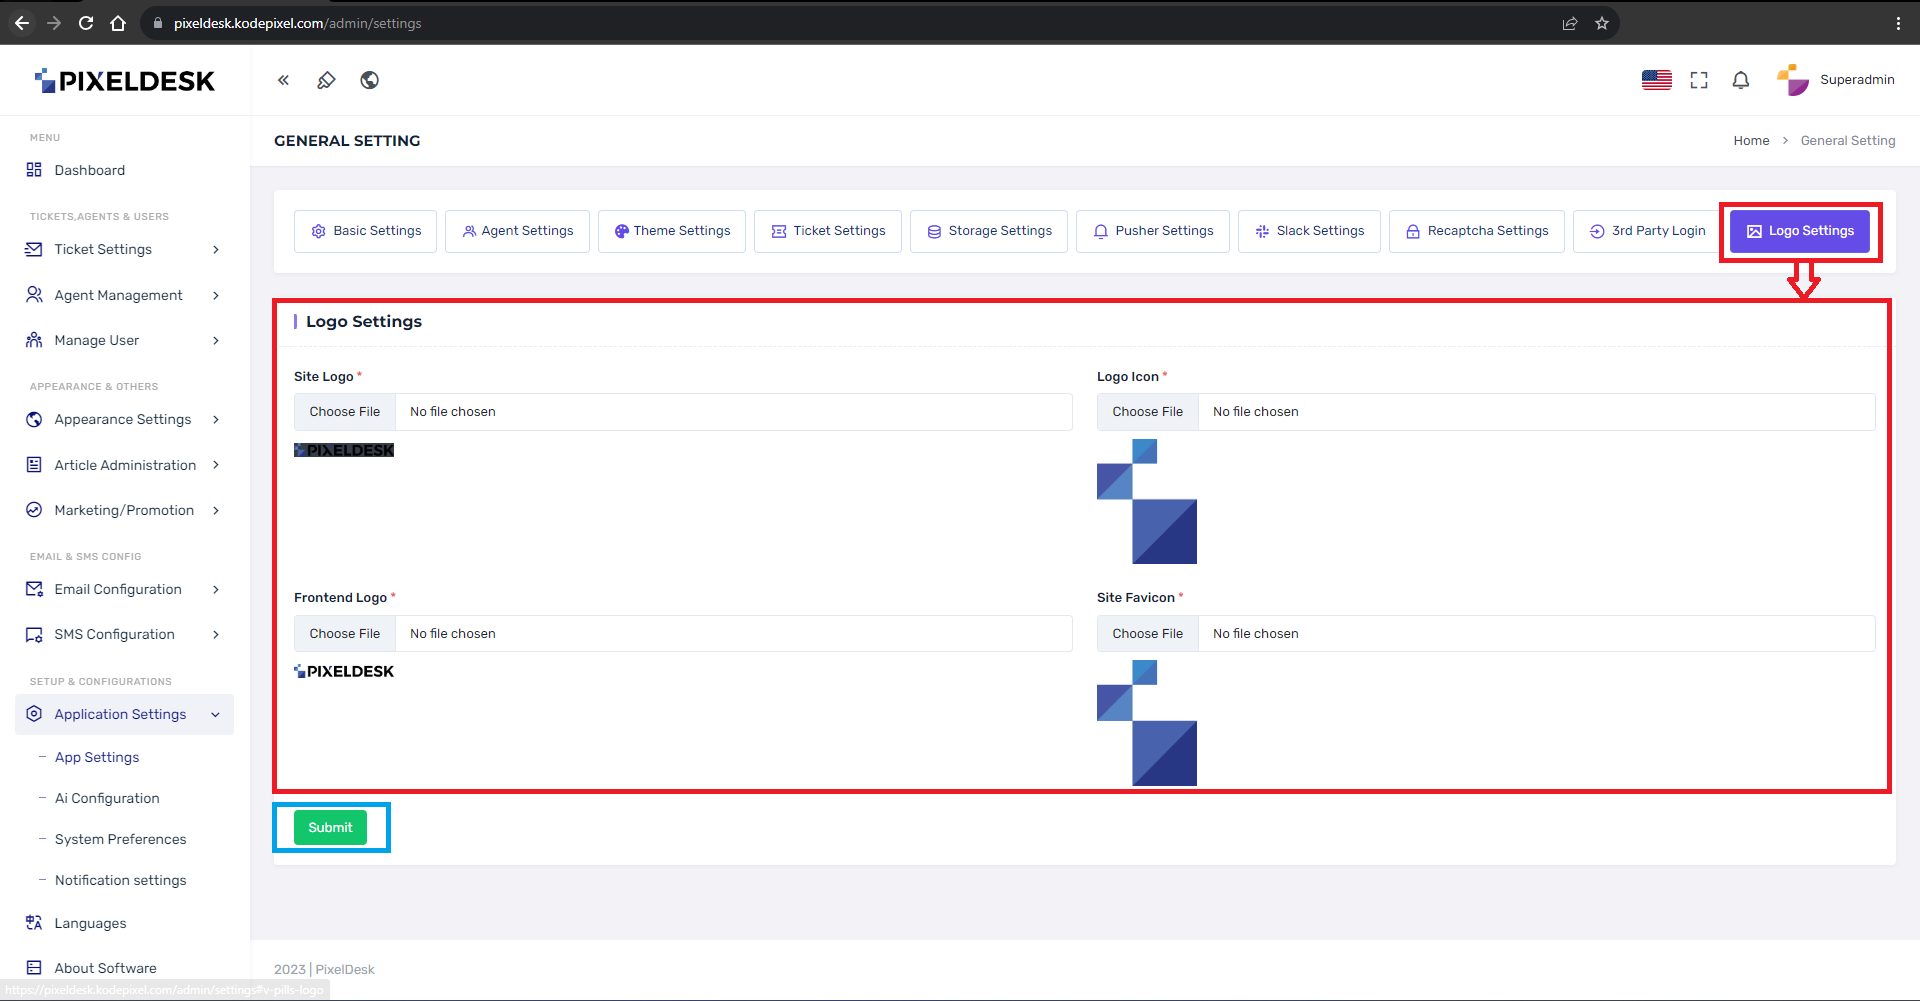 pixeldesk.kodepixel.com/admin/settings
PIXELDESK
Superadmin
MENU
Dashboard
TICKETS,AGENTS & USERS
Ticket Settings
Agent Management
Manage User
APPEARANCE & OTHERS
Appearance Settings
Article Administration
Marketing/Promotion
EMAIL & SMS CONFIG
Email Configuration
SMS Configuration
SETUP & CONFIGURATIONS
Application Settings
App Settings
Ai Configuration
System Preferences
Notification settings
Languages
About Software
https://pixeldesk.kodepixel.com/admin/settings#v-pills-logo
GENERAL SETTING
Home > General Setting
Basic Settings
Agent Settings
Theme Settings
Ticket Settings
Storage Settings
Pusher Settings
Slack Settings
Recaptcha Settings
3rd Party Login
Logo Settings
Logo Settings
Site Logo *
Choose File No file chosen
PIXELDESK
Logo Icon *
Choose File No file chosen
Frontend Logo *
Choose File No file chosen
PIXELDESK
Site Favicon *
Choose File No file chosen
Submit
2023 | PixelDesk